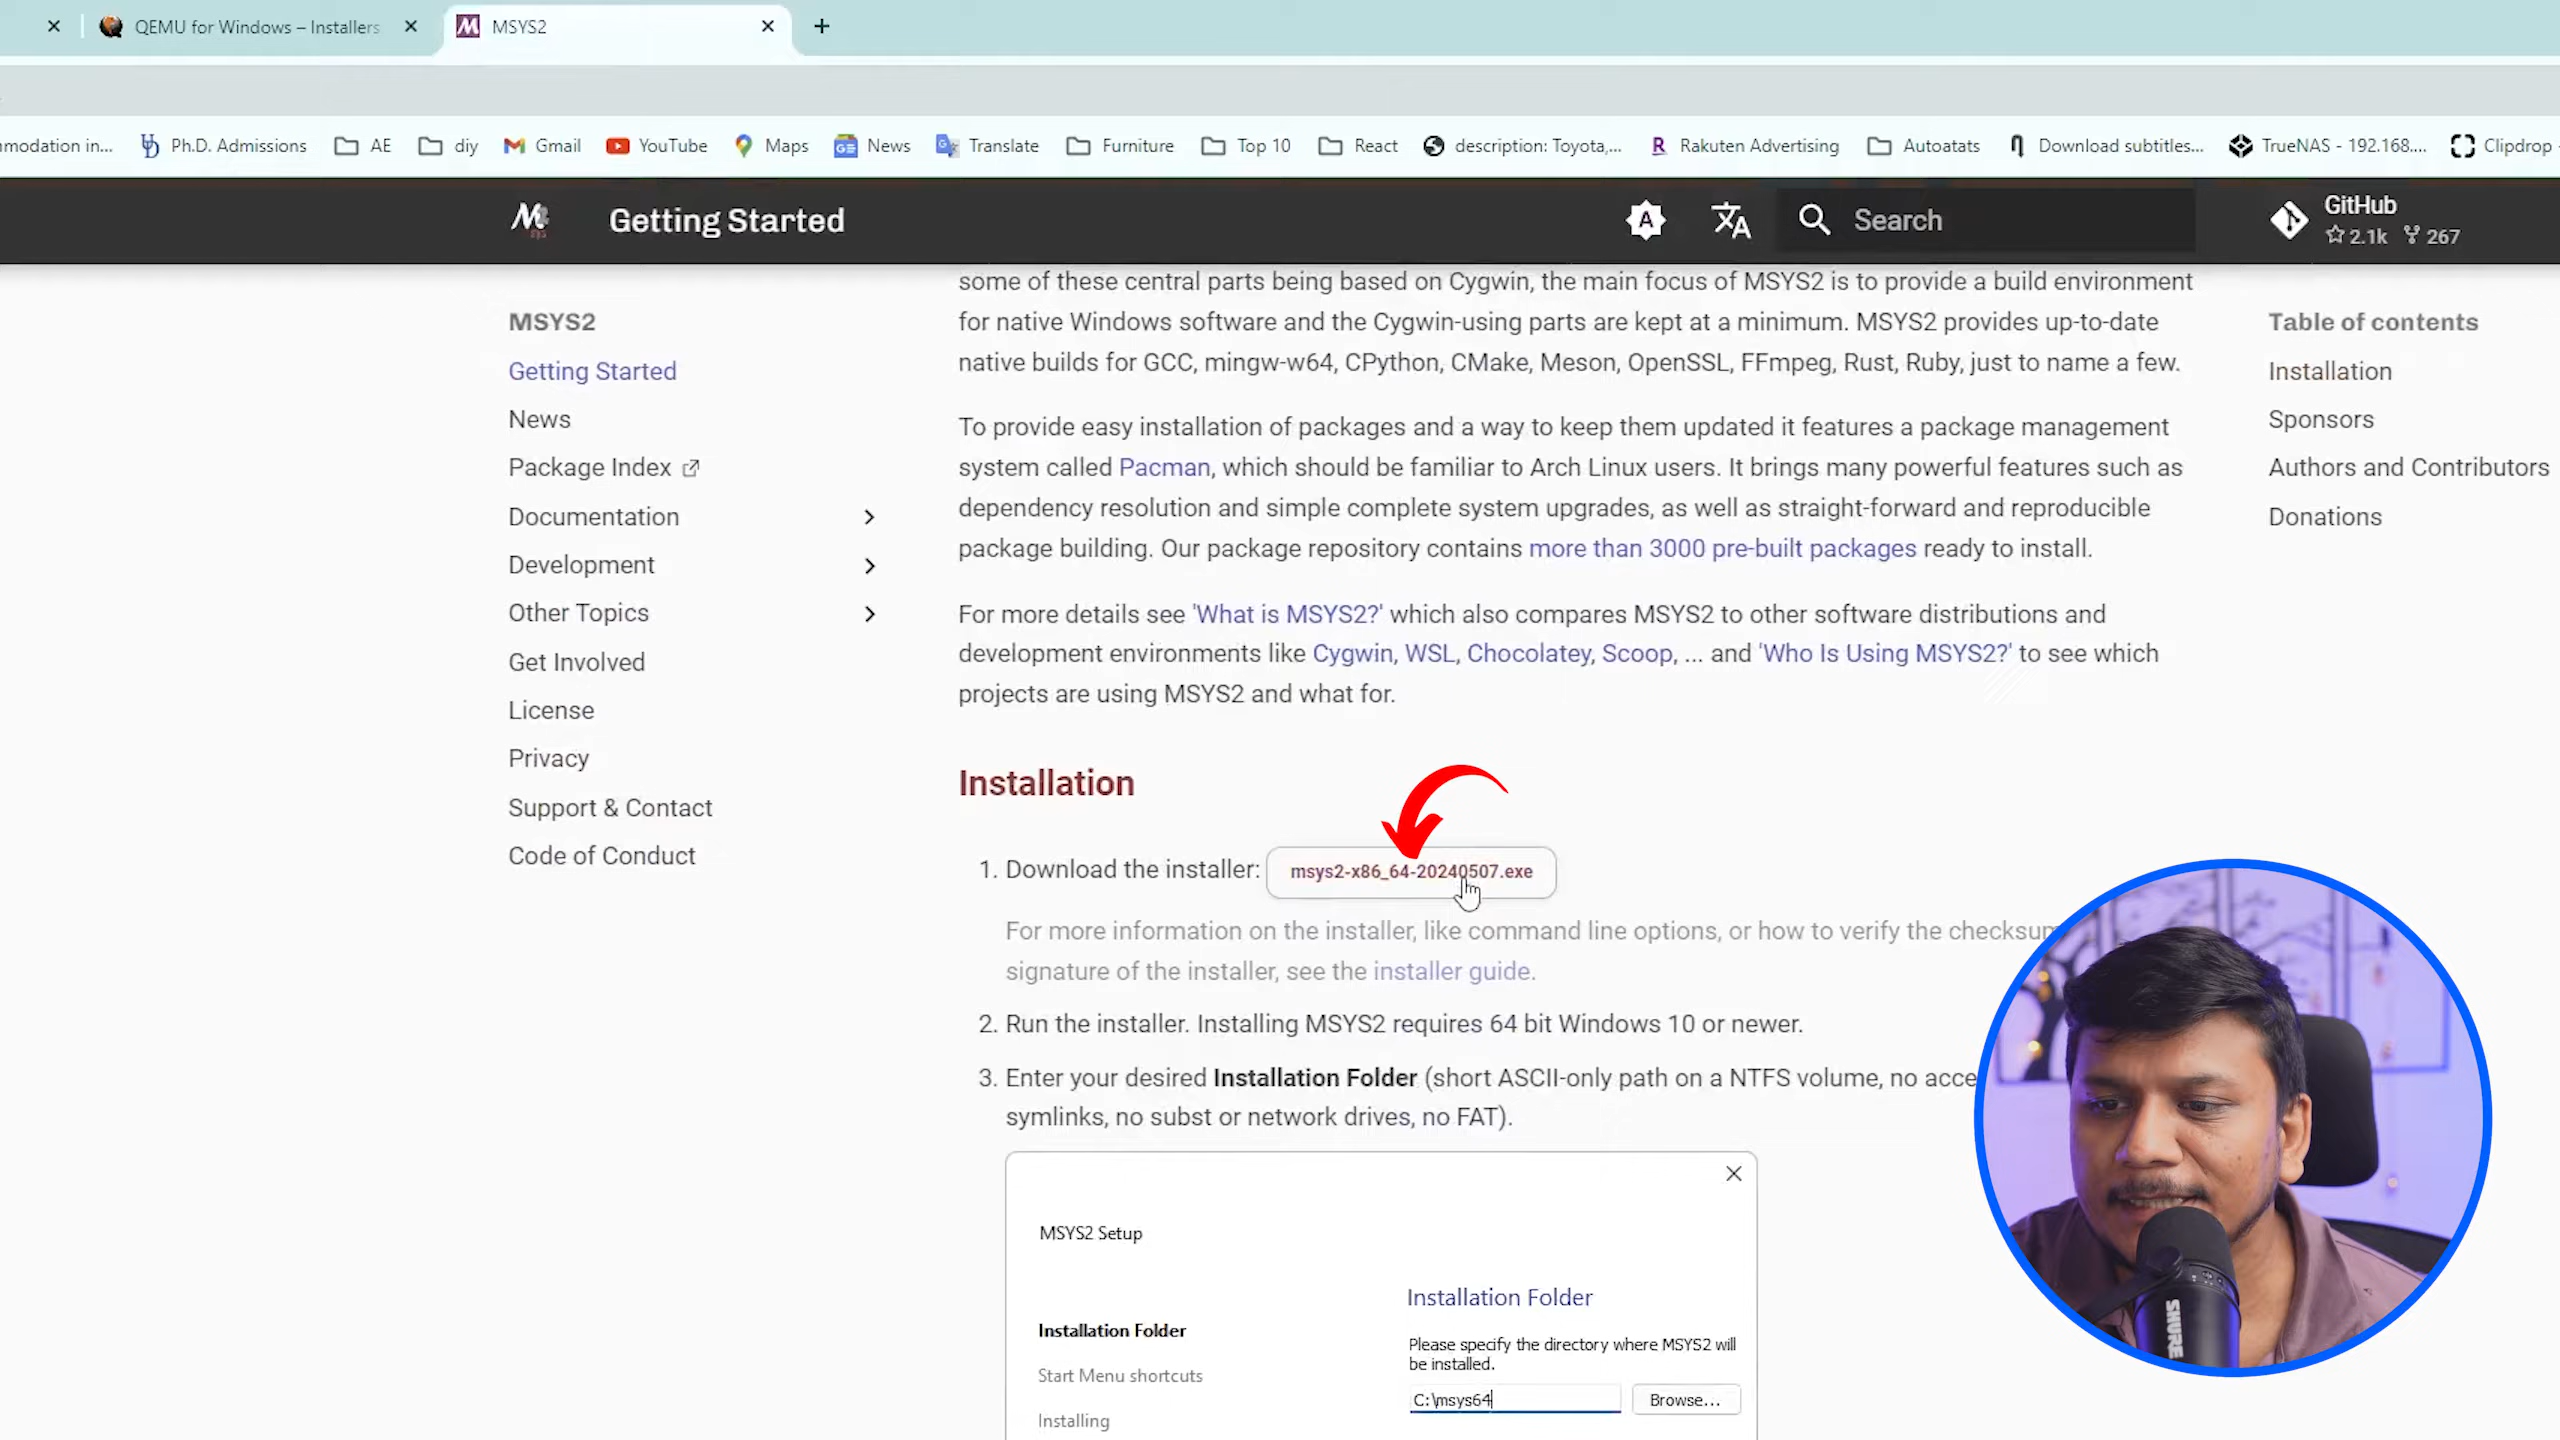 QEMU for Windows – Installers
MSYS2
modation in...
Ph.D. Admissions
AE
diy
Gmail
YouTube
Maps
News
Translate
Furniture
Top 10
React
description: Toyota,...
Rakuten Advertising
Autoatats
Download subtitles...
TrueNAS - 192.168....
Clipdrop
Getting Started
Search
GitHub
2.1k 267
MSYS2
Getting Started
News
Package Index
Documentation
Development
Other Topics
Get Involved
License
Privacy
Support & Contact
Code of Conduct
some of these central parts being based on Cygwin, the main focus of MSYS2 is to provide a build environment
for native Windows software and the Cygwin-using parts are kept at a minimum. MSYS2 provides up-to-date
native builds for GCC, mingw-w64, CPython, CMake, Meson, OpenSSL, FFmpeg, Rust, Ruby, just to name a few.
To provide easy installation of packages and a way to keep them updated it features a package management
system called Pacman, which should be familiar to Arch Linux users. It brings many powerful features such as
dependency resolution and simple complete system upgrades, as well as straight-forward and reproducible
package building. Our package repository contains more than 3000 pre-built packages ready to install.
For more details see 'What is MSYS2?' which also compares MSYS2 to other software distributions and
development environments like Cygwin, WSL, Chocolatey, Scoop, ... and 'Who Is Using MSYS2?' to see which
projects are using MSYS2 and what for.
Installation
1. Download the installer: msys2-x86_64-20240507.exe
For more information on the installer, like command line options, or how to verify the checksum
signature of the installer, see the installer guide.
2. Run the installer. Installing MSYS2 requires 64 bit Windows 10 or newer.
3. Enter your desired Installation Folder (short ASCII-only path on a NTFS volume, no acce
symlinks, no subst or network drives, no FAT).
MSYS2 Setup
Installation Folder
Start Menu shortcuts
Installing
Installation Folder
Please specify the directory where MSYS2 will
be installed.
C:\msys64
Browse...
Table of contents
Installation
Sponsors
Authors and Contributors
Donations
SHURE